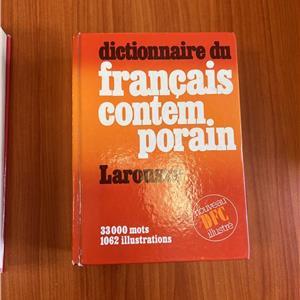 dictionnaire du
français
contem
porain
Larousse
nouveau
DFC
illustré
33 000 mots
1062 illustrations